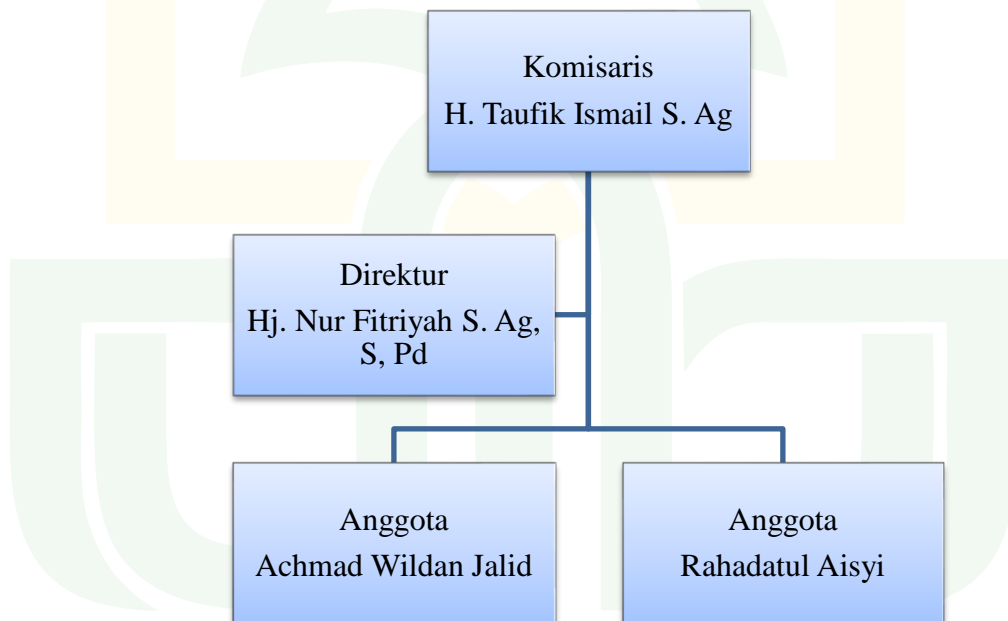 Komisaris
H. Taufik Ismail S. Ag
Direktur
Hj. Nur Fitriyah S. Ag,
S, Pd
Anggota
Achmad Wildan Jalid
Anggota
Rahadatul Aisyi